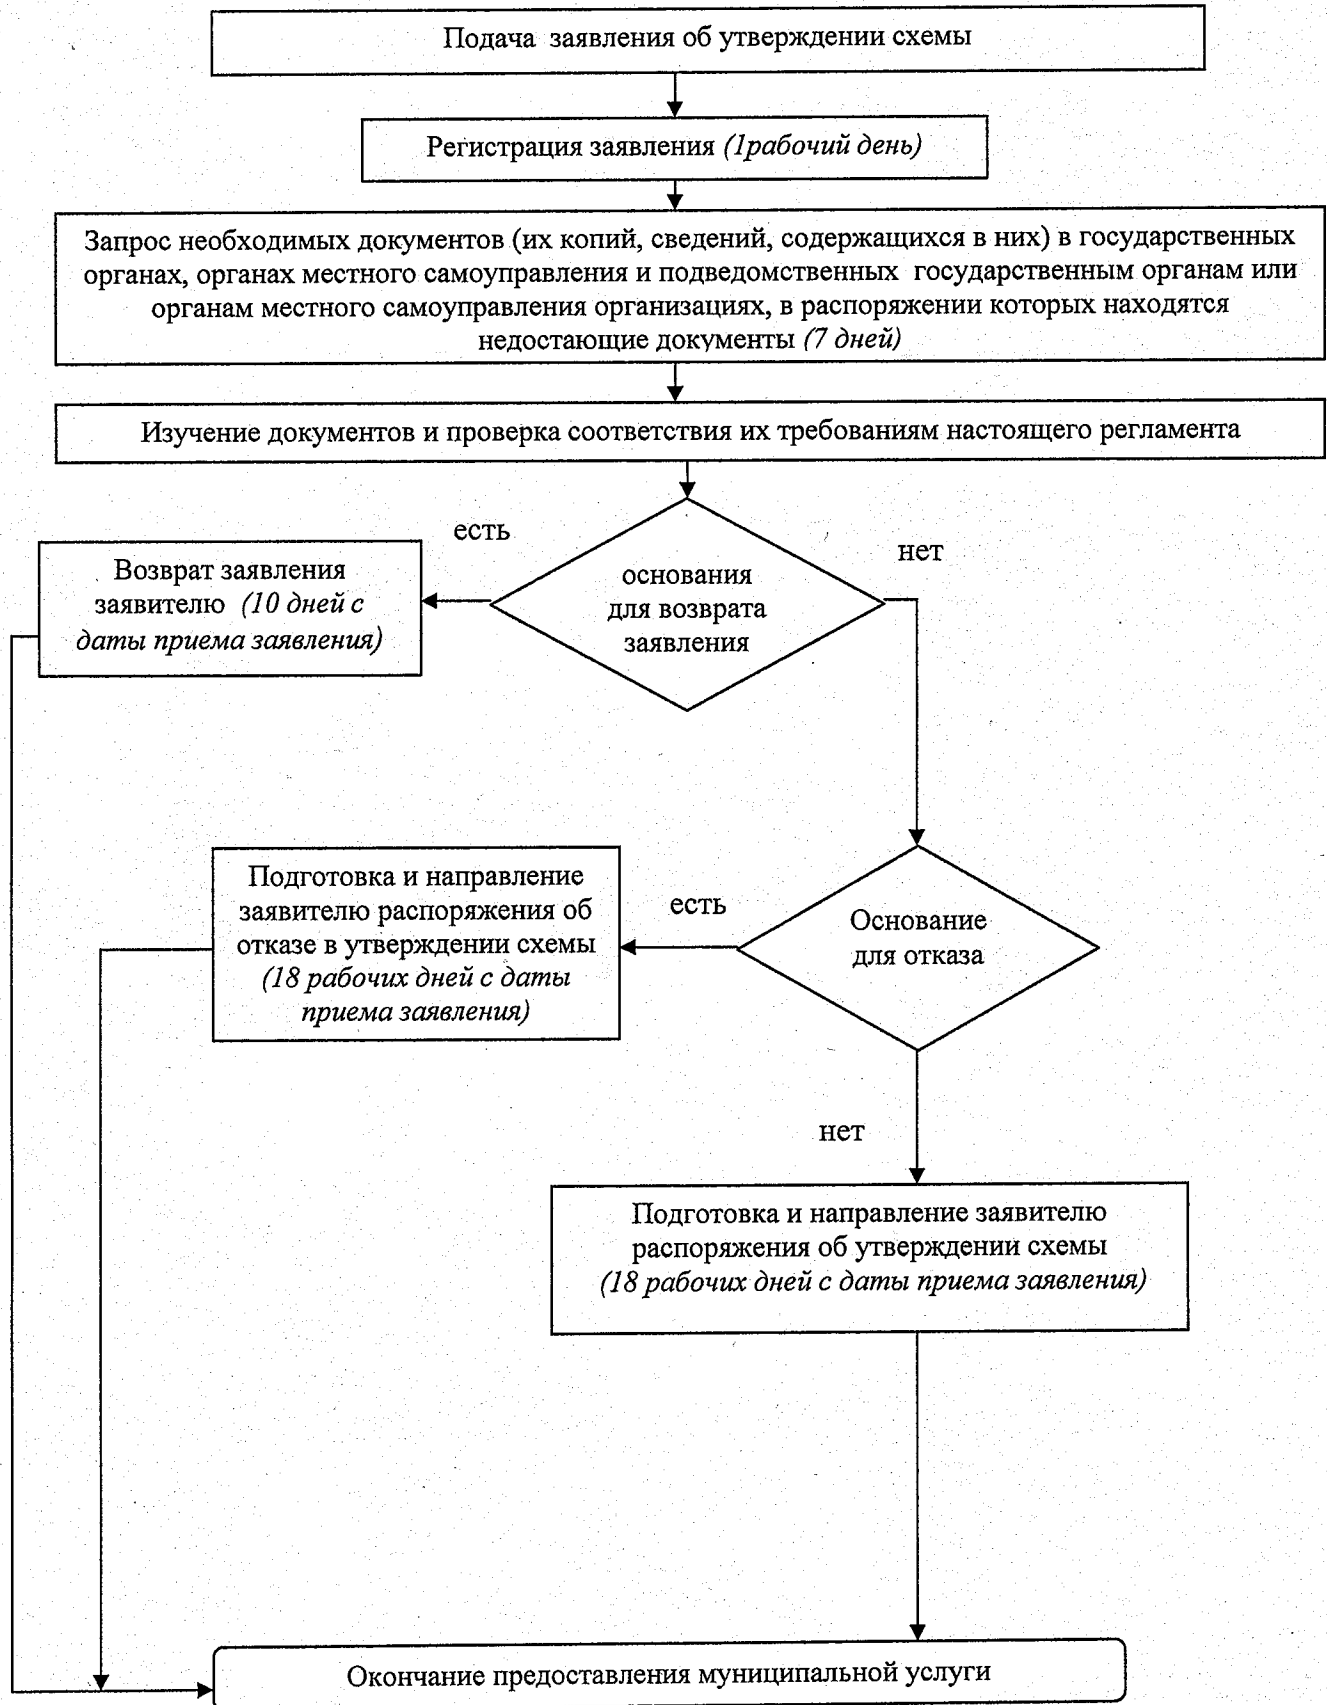 Подача заявления об утверждении схемы
Регистрация заявления (1рабочий день)
Запрос необходимых документов (их копий, сведений, содержащихся в них) в государственных
органах, органах местного самоуправления и подведомственных государственным органам или
органам местного самоуправления организациях, в распоряжении которых находятся
недостающие документы (7 дней)
Изучение документов и проверка соответствия их требованиям настоящего регламента
есть
нет
Возврат заявления
заявителю (10 дней с
даты приема заявления)
основания
для возврата
заявления
Подготовка и направление
заявителю распоряжения об
отказе в утверждении схемы
(18 рабочих дней с даты
приема заявления)
есть
Основание
для отказа
нет
Подготовка и направление заявителю
распоряжения об утверждении схемы
(18 рабочих дней с даты приема заявления)
Окончание предоставления муниципальной услуги